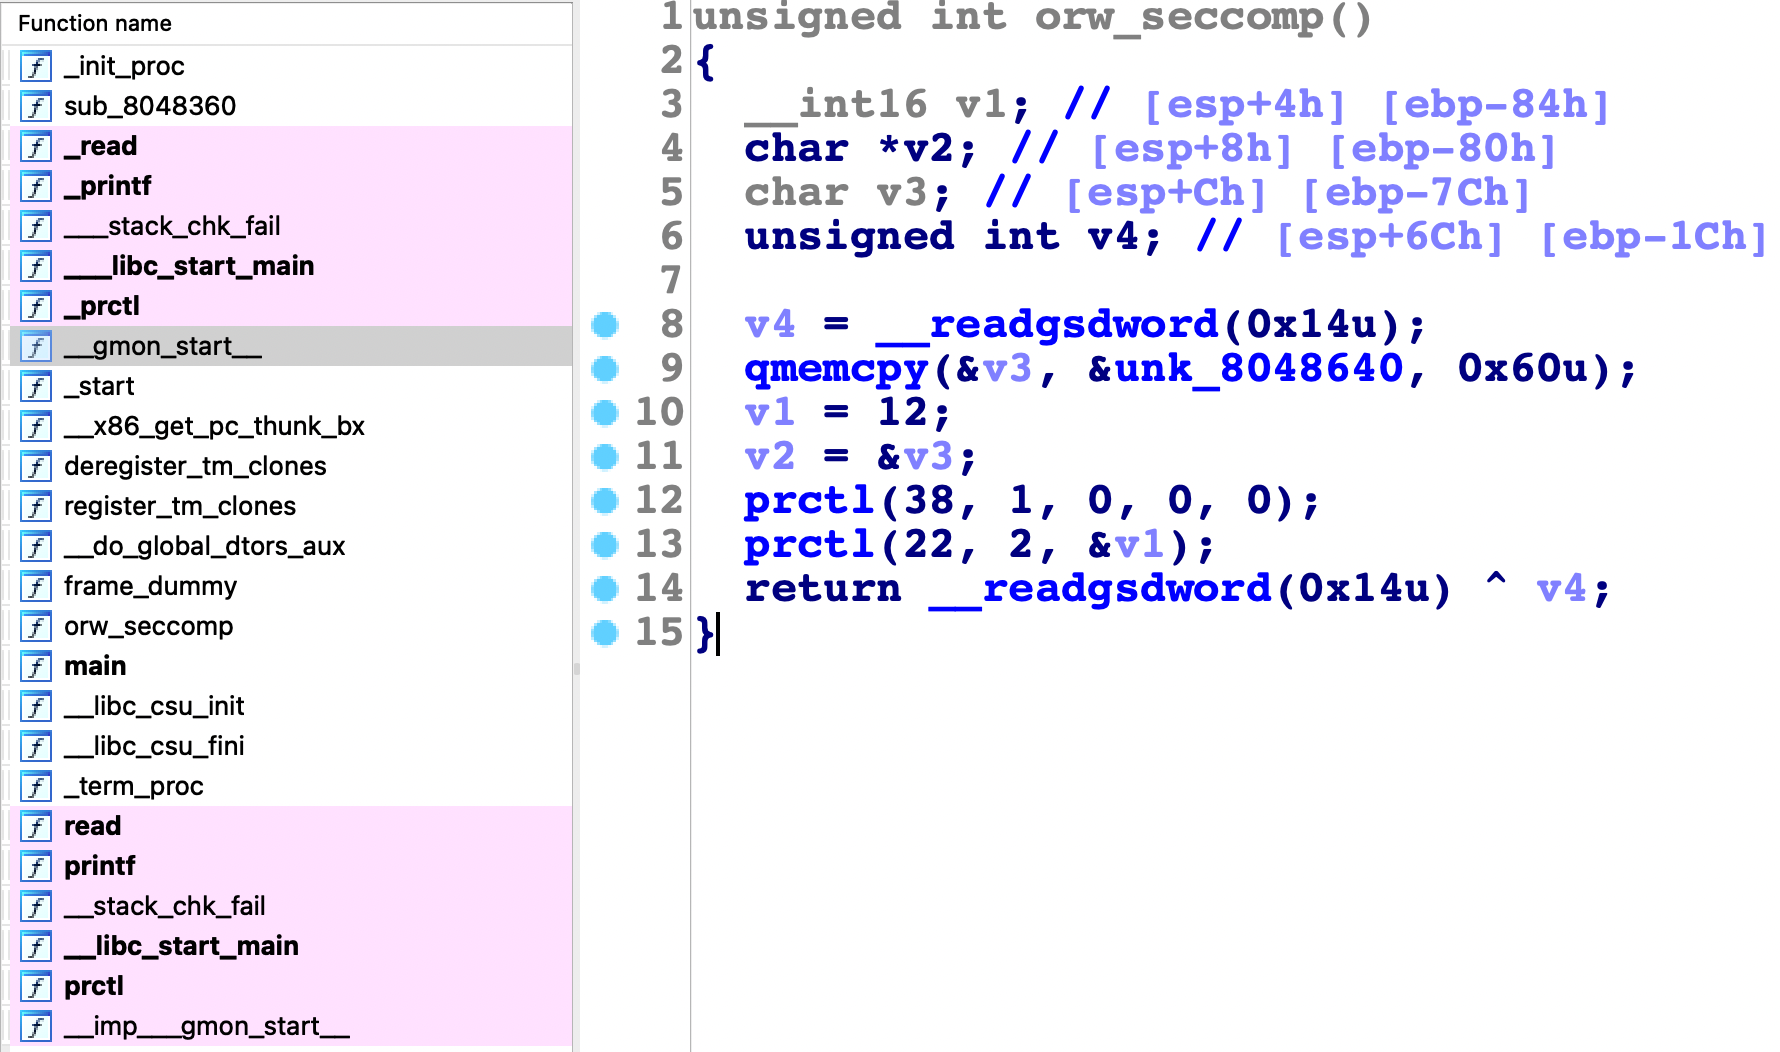 Function name
_init_proc
sub_8048360
_read
_printf
___stack_chk_fail
___libc_start_main
_prctl
__gmon_start__
_start
__x86_get_pc_thunk_bx
deregister_tm_clones
register_tm_clones
__do_global_dtors_aux
frame_dummy
orw_seccomp
main
__libc_csu_init
__libc_csu_fini
_term_proc
read
printf
__stack_chk_fail
__libc_start_main
prctl
__imp___gmon_start__
1 unsigned int orw_seccomp()
2 {
3 __int16 v1; // [esp+4h] [ebp-84h]
4 char *v2; // [esp+8h] [ebp-80h]
5 char v3; // [esp+Ch] [ebp-7Ch]
6 unsigned int v4; // [esp+6Ch] [ebp-1Ch]
7
8 v4 = __readgsdword(0x14u);
9 qmemcpy(&v3, &unk_8048640, 0x60u);
10 v1 = 12;
11 v2 = &v3;
12 prctl(38, 1, 0, 0, 0);
13 prctl(22, 2, &v1);
14 return __readgsdword(0x14u) ^ v4;
15 }